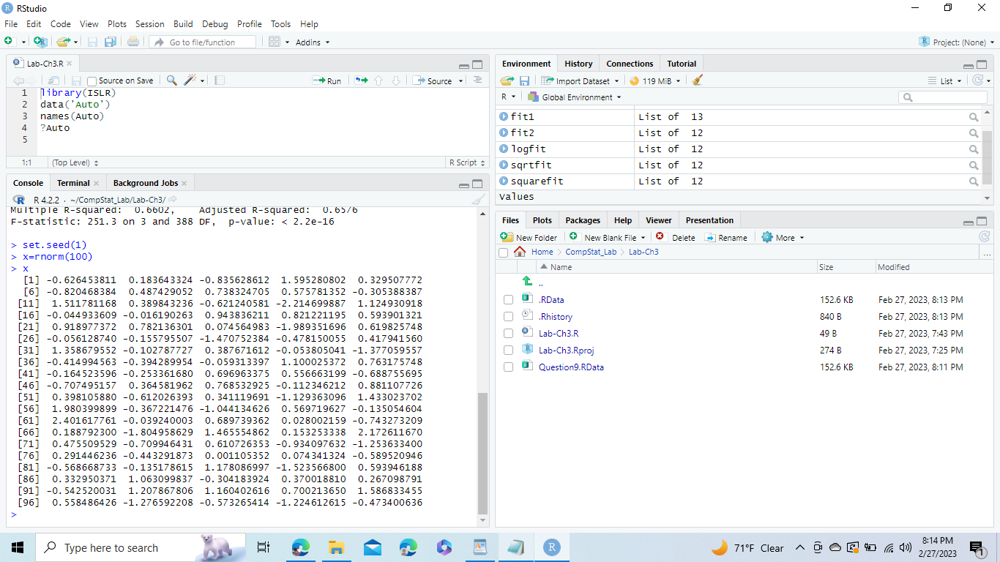 RStudio
File Edit Code View Plots Session Build Debug Profile Tools Help
Go to file/function Addins Project: (None)
Lab-Ch3.R
Source on Save Run Source
1 library(ISLR)
2 data('Auto')
3 names(Auto)
4 ?Auto
5
1:1 (Top Level) R Script
Console Terminal Background Jobs
R 4.2.2 · ~/CompStat_Lab/Lab-Ch3/
Multiple R-squared:  0.6602,    Adjusted R-squared:  0.6576
F-statistic: 251.3 on 3 and 388 DF,  p-value: < 2.2e-16
> set.seed(1)
> x=rnorm(100)
> x
[1] -0.626453811  0.183643324 -0.835628612  1.595280802  0.329507772
[6] -0.820468384  0.487429052  0.738324705  0.575781352 -0.305388387
[11]  1.511781168  0.389843236 -0.621240581 -2.214699887  1.124930918
[16] -0.044933609 -0.016190263  0.943836211  0.821221195  0.593901321
[21]  0.918977372  0.782136301  0.074564983 -1.989351696  0.619825748
[26] -0.056128740 -0.155795507 -1.470752384 -0.478150055  0.417941560
[31]  1.358679552 -0.102787727  0.387671612 -0.053805041 -1.377059557
[36] -0.414994563 -0.394289954 -0.059313397  1.100025372  0.763175748
[41] -0.164523596 -0.253361680  0.696963375  0.556663199 -0.688755695
[46] -0.707495157  0.364581962  0.768532925 -0.112346212  0.881107726
[51]  0.398105880 -0.612026393  0.341119691 -1.129363096  1.433023702
[56]  1.980399899 -0.367221476 -1.044134626  0.569719627 -0.135054604
[61]  2.401617761 -0.039240003  0.689739362  0.028002159 -0.743273209
[66]  0.188792300 -1.804958629  1.465554862  0.153253338  2.172611670
[71]  0.475509529 -0.709946431  0.610726353 -0.934097632 -1.253633400
[76]  0.291446236 -0.443291873  0.001105352  0.074341324 -0.589520946
[81] -0.568668733 -0.135178615  1.178086997 -1.523566800  0.593946188
[86]  0.332950371  1.063099837 -0.304183924  0.370018810  0.267098791
[91] -0.542520031  1.207867806  1.160402616  0.700213650  1.586833455
[96]  0.558486426 -1.276592208 -0.573265414 -1.224612615 -0.473400636
>
Environment History Connections Tutorial
Import Dataset 119 MiB List
R Global Environment
fit1 List of  13
fit2 List of  12
logfit List of  12
sqrtfit List of  12
squarefit List of  12
Values
Files Plots Packages Help Viewer Presentation
New Folder New Blank File Delete Rename More
Home CompStat_Lab Lab-Ch3 ...
Name Size Modified
..
.RData 152.6 KB Feb 27, 2023, 8:13 PM
.Rhistory 840 B Feb 27, 2023, 8:13 PM
Lab-Ch3.R 49 B Feb 27, 2023, 7:43 PM
Lab-Ch3.Rproj 274 B Feb 27, 2023, 7:25 PM
Question9.RData 152.6 KB Feb 27, 2023, 8:11 PM
Type here to search
71°F Clear
8:14 PM
2/27/2023
1